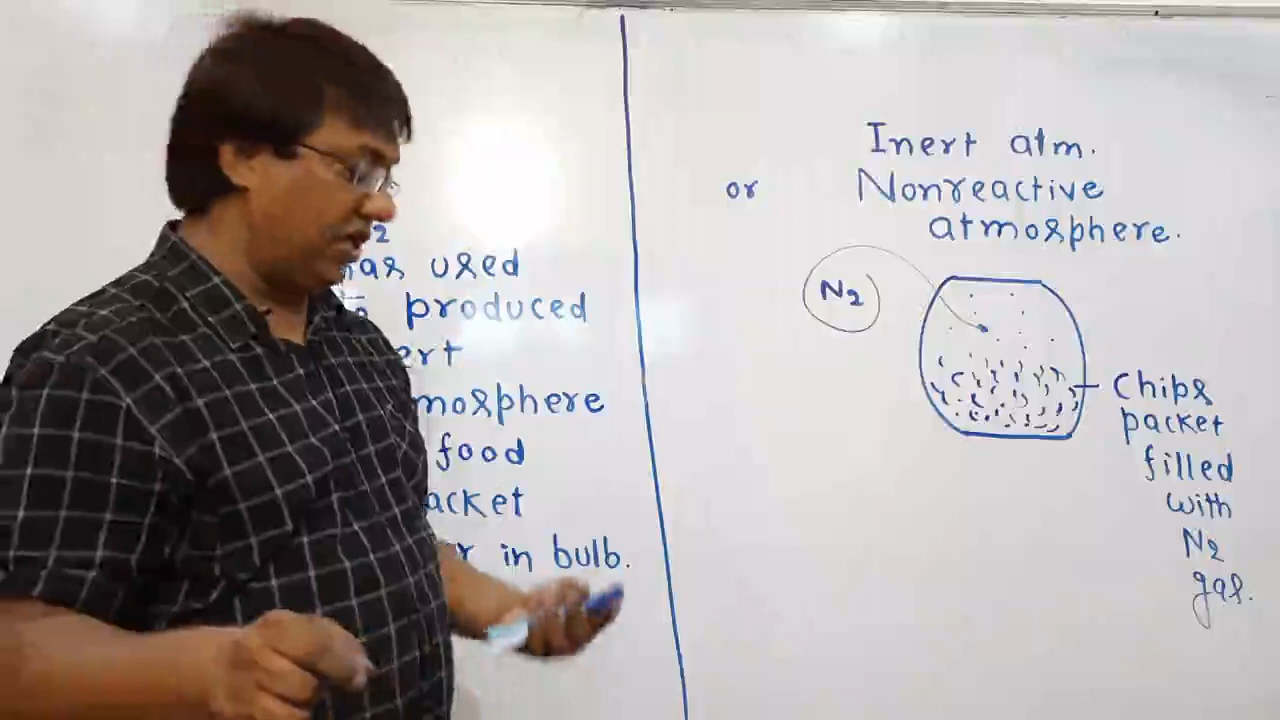 2
gas used
produced
mosphere
food
acket
in bulb.
Inert atm.
or Nonreactive
atmosphere.
N2
Chips
packet
filled
with
N2
gas.